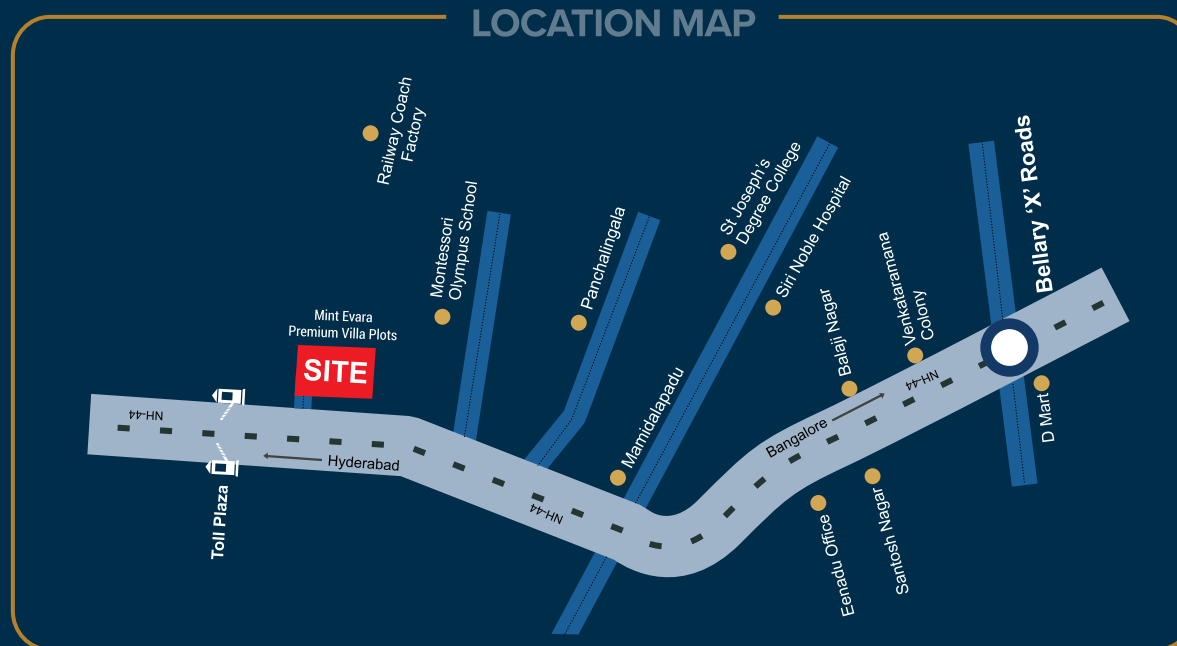 LOCATION MAP
Railway Coach
Factory
Montessori
Olympus School
Panchalingala
St Joseph's
Degree College
Siri Noble Hospital
Bellary ‘X’ Roads
Mint Evara
Premium Villa Plots
SITE
Mamidalapadu
Balaji Nagar
Venkataramana
Colony
NH-44
NH-44
NH-44
Hyderabad
Bangalore
D Mart
Toll Plaza
Eenadu Office
Santosh Nagar